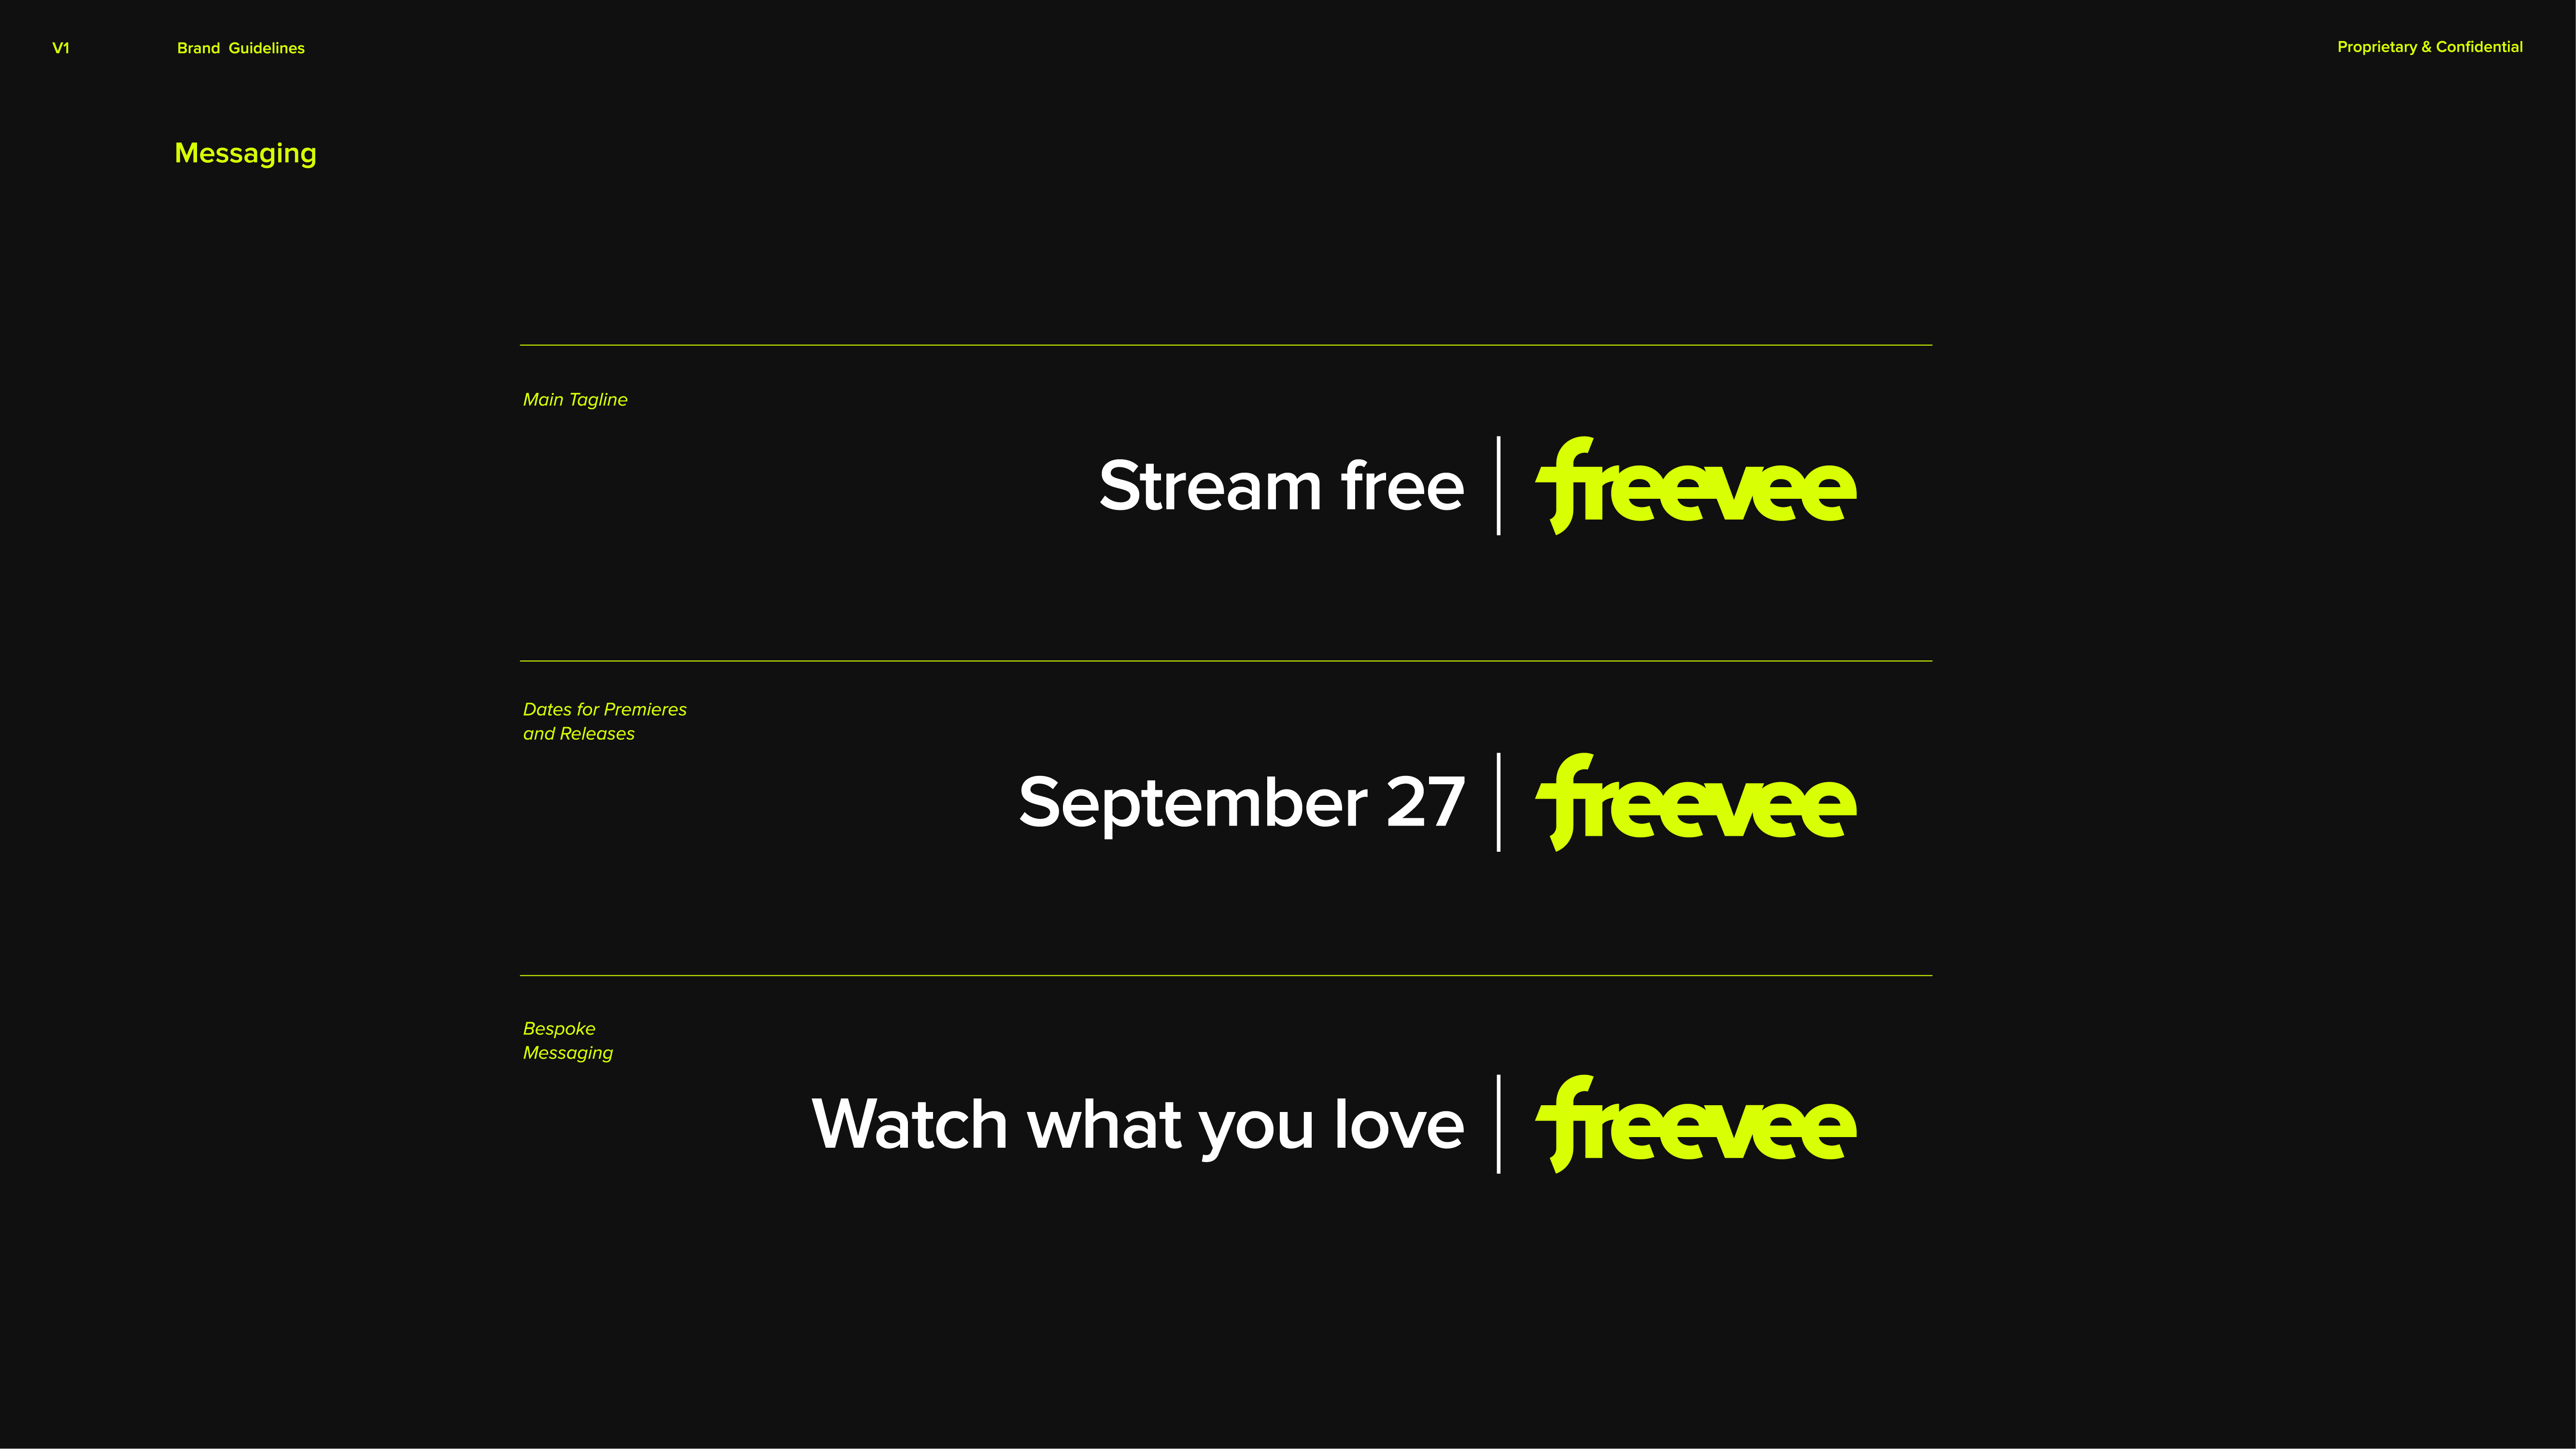 V1 Brand Guidelines Proprietary & Confidential
Messaging
Main Tagline
Stream free | freevee
Dates for Premieres
and Releases
September 27 | freevee
Bespoke
Messaging
Watch what you love | freevee